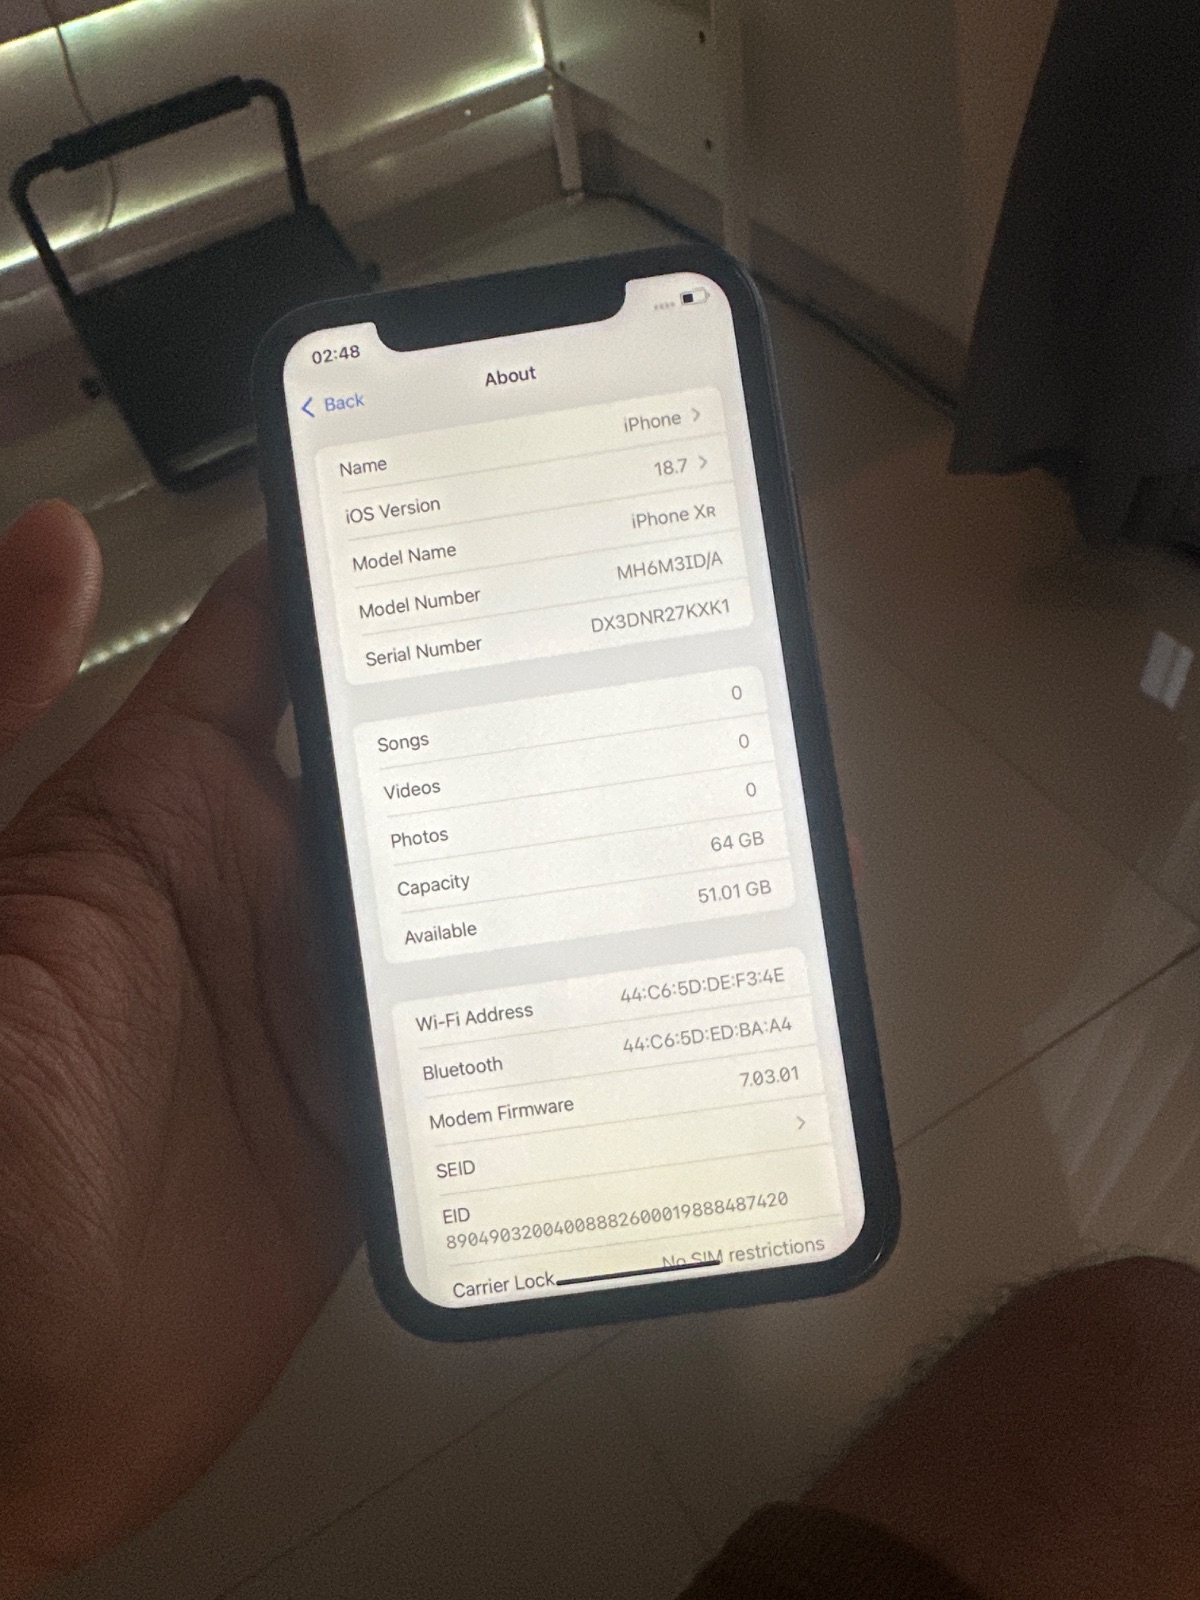 02:48
Back
About
Name iPhone
iOS Version 18.7
Model Name iPhone XR
Model Number MH6M3ID/A
Serial Number DX3DNR27KXK1
Songs 0
Videos 0
Photos 0
Capacity 64 GB
Available 51.01 GB
Wi-Fi Address 44:C6:5D:DE:F3:4E
Bluetooth 44:C6:5D:ED:BA:A4
Modem Firmware 7.03.01
SEID
EID
89049032004008882600019888487420
Carrier Lock No SIM restrictions